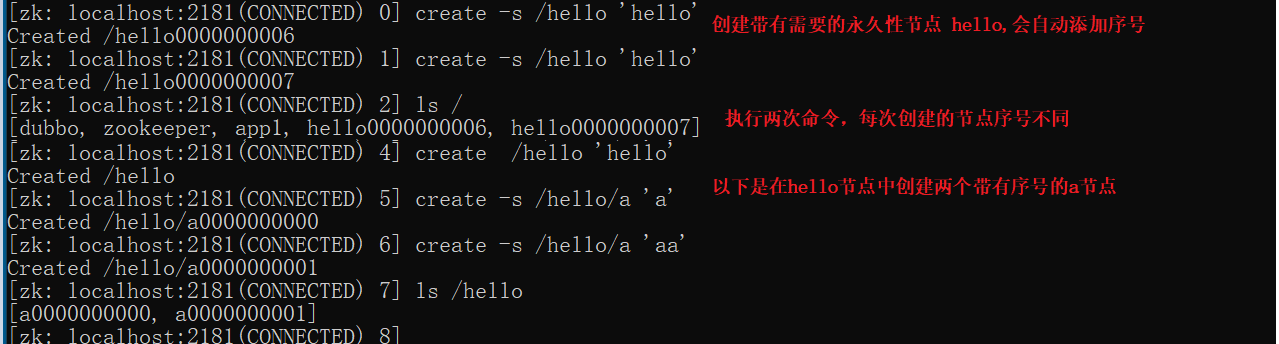 [zk: localhost:2181(CONNECTED) 0] create -s /hello 'hello'
创建带有需要的永久性节点 hello,会自动添加序号
Created /hello0000000006
[zk: localhost:2181(CONNECTED) 1] create -s /hello 'hello'
Created /hello0000000007
[zk: localhost:2181(CONNECTED) 2] ls /
[dubbo, zookeeper, app1, hello0000000006, hello0000000007]
执行两次命令，每次创建的节点序号不同
[zk: localhost:2181(CONNECTED) 4] create  /hello 'hello'
Created /hello
以下是在hello节点中创建两个带有序号的a节点
[zk: localhost:2181(CONNECTED) 5] create -s /hello/a 'a'
Created /hello/a0000000000
[zk: localhost:2181(CONNECTED) 6] create -s /hello/a 'aa'
Created /hello/a0000000001
[zk: localhost:2181(CONNECTED) 7] ls /hello
[a0000000000, a0000000001]
[zk: localhost:2181(CONNECTED) 8]